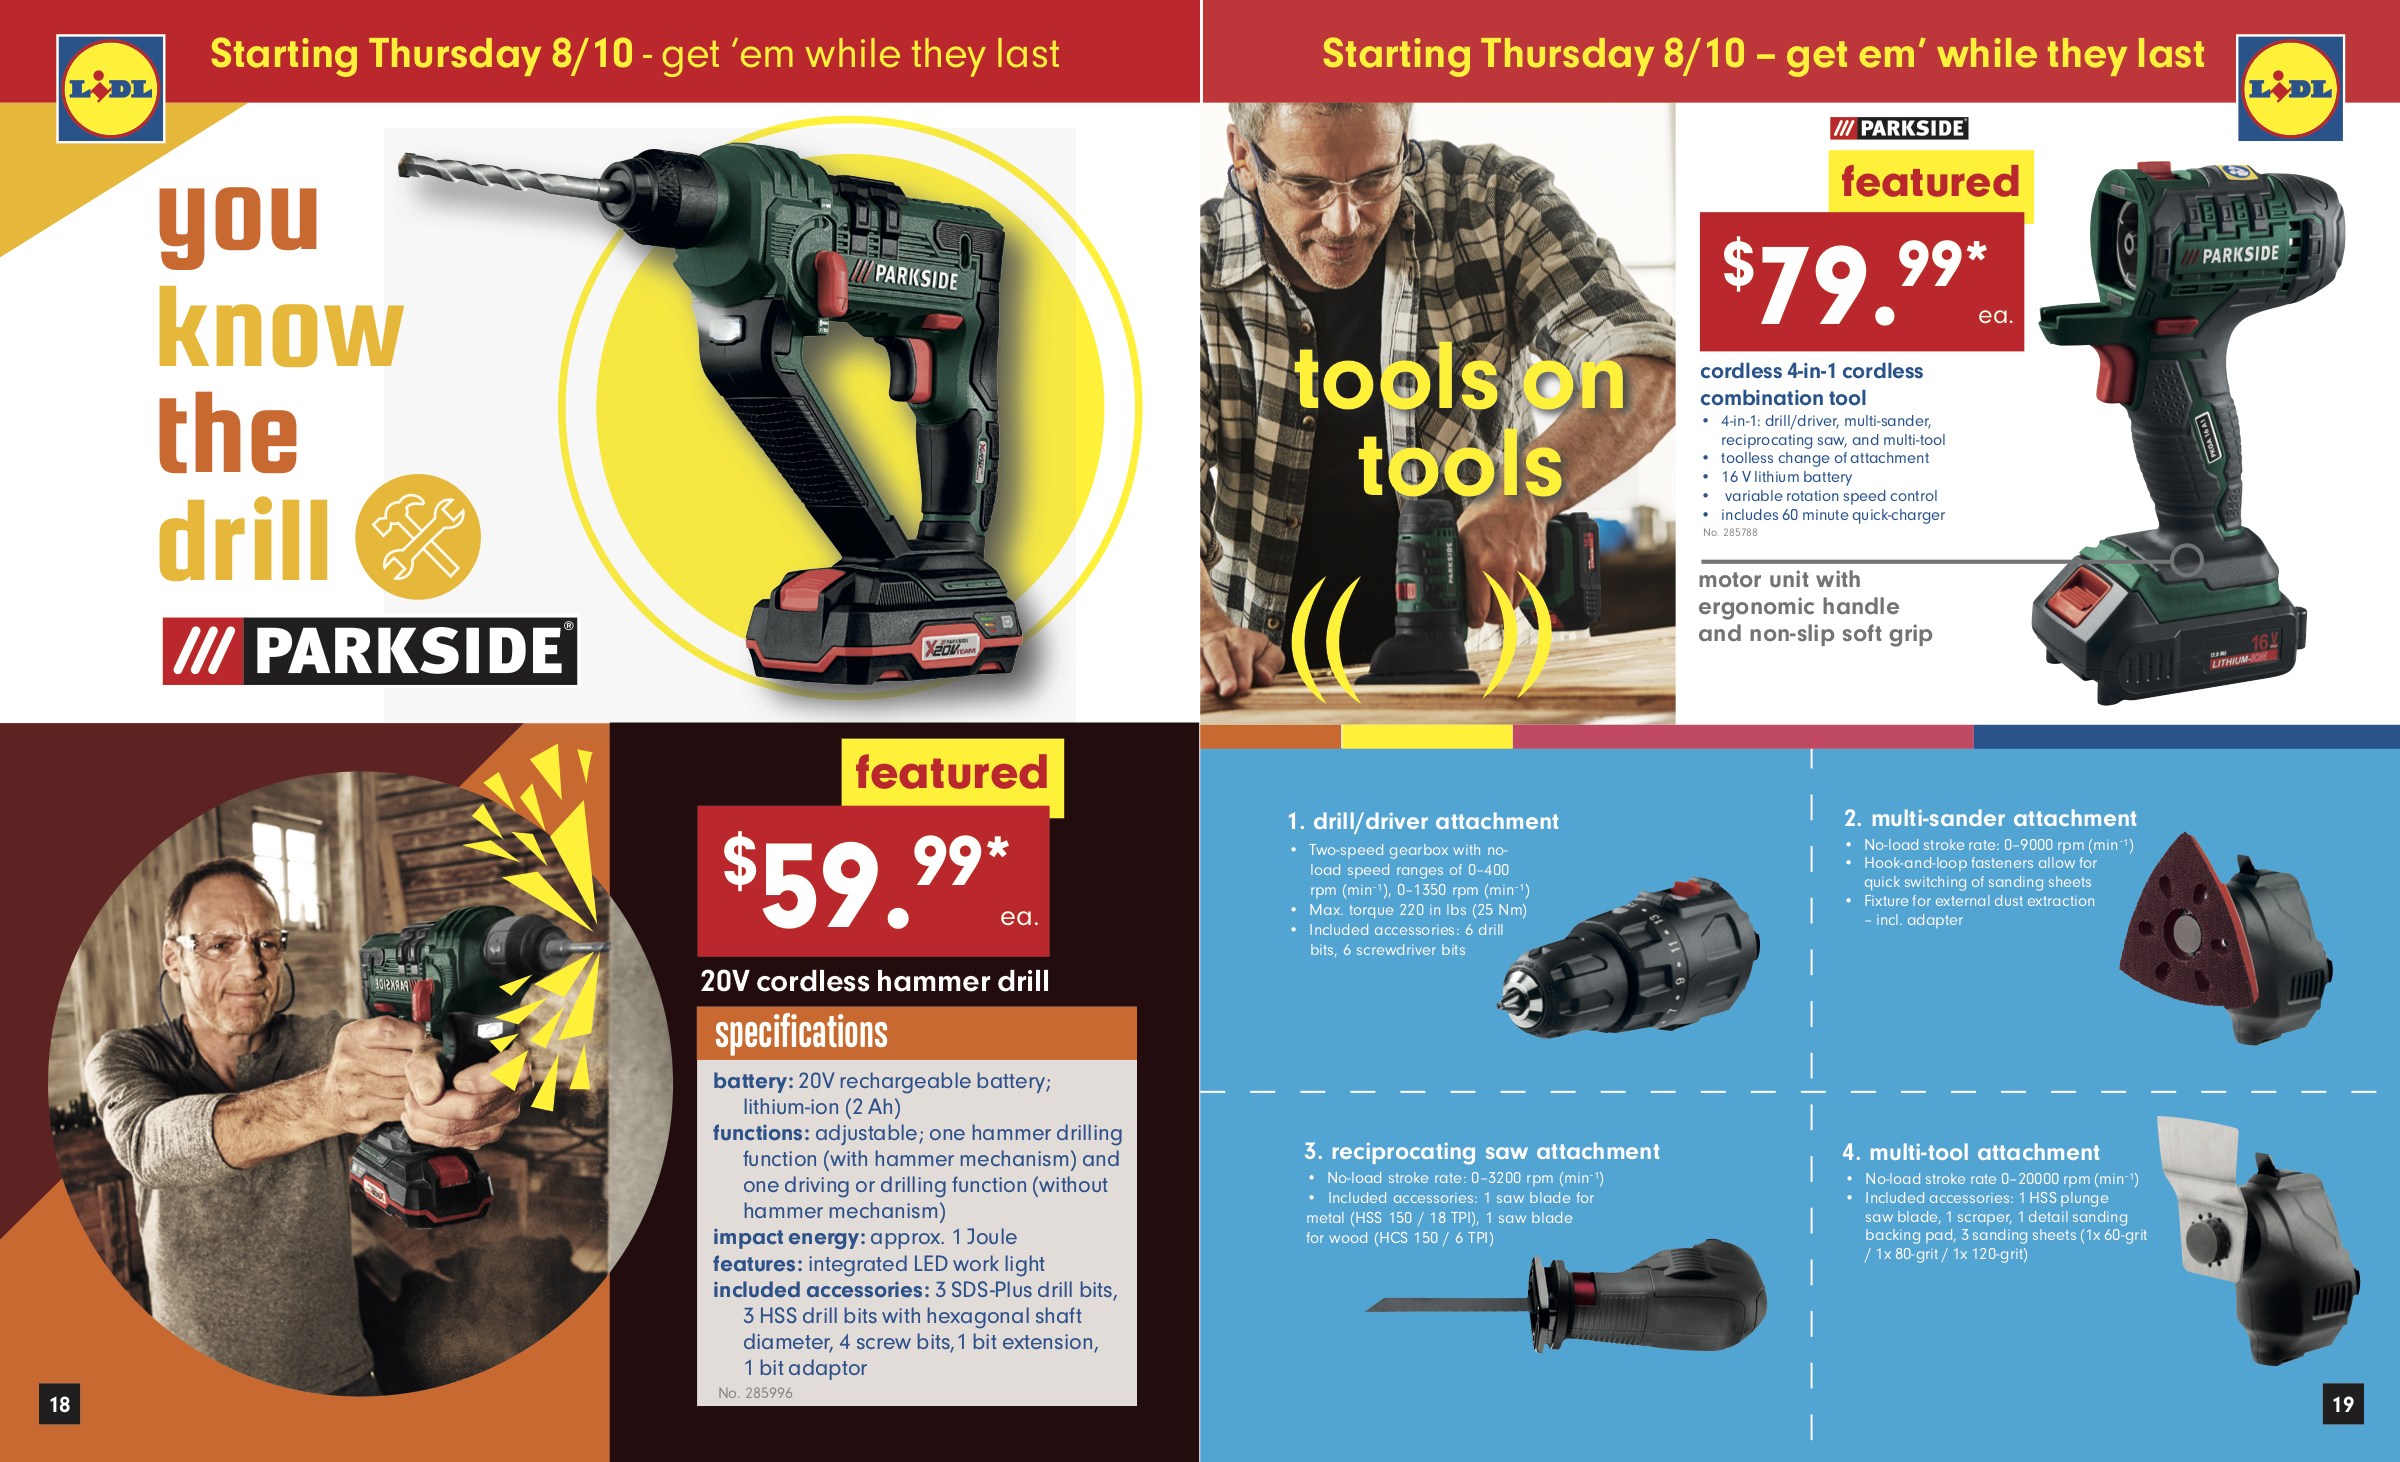 Starting Thursday 8/10 - get ‘em while they last
LIDL
you
know
the
drill
///PARKSIDE
///PARKSIDE®
X20V TEAM
featured
$59.99*
ea.
20V cordless hammer drill
specifications
battery: 20V rechargeable battery;
lithium-ion (2 Ah)
functions: adjustable; one hammer drilling
function (with hammer mechanism) and
one driving or drilling function (without
hammer mechanism)
impact energy: approx. 1 Joule
features: integrated LED work light
included accessories: 3 SDS-Plus drill bits,
3 HSS drill bits with hexagonal shaft
diameter, 4 screw bits, 1 bit extension,
1 bit adaptor
No. 285996
18
Starting Thursday 8/10 – get em’ while they last
LIDL
tools on
tools
PARKSIDE
///PARKSIDE
featured
$79.99*
ea.
cordless 4-in-1 cordless
combination tool
• 4-in-1: drill/driver, multi-sander,
reciprocating saw, and multi-tool
• toolless change of attachment
• 16 V lithium battery
• variable rotation speed control
• includes 60 minute quick-charger
No. 285788
motor unit with
ergonomic handle
and non-slip soft grip
///PARKSIDE
16 V
LITHIUM-ION
1. drill/driver attachment
• Two-speed gearbox with no-
load speed ranges of 0–400
rpm (min⁻¹), 0–1350 rpm (min⁻¹)
• Max. torque 220 in lbs (25 Nm)
• Included accessories: 6 drill
bits, 6 screwdriver bits
2. multi-sander attachment
• No-load stroke rate: 0–9000 rpm (min⁻¹)
• Hook-and-loop fasteners allow for
quick switching of sanding sheets
• Fixture for external dust extraction
– incl. adapter
3. reciprocating saw attachment
• No-load stroke rate: 0–3200 rpm (min⁻¹)
• Included accessories: 1 saw blade for
metal (HSS 150 / 18 TPI), 1 saw blade
for wood (HCS 150 / 6 TPI)
4. multi-tool attachment
• No-load stroke rate 0–20000 rpm (min⁻¹)
• Included accessories: 1 HSS plunge
saw blade, 1 scraper, 1 detail sanding
backing pad, 3 sanding sheets (1x 60-grit
/ 1x 80-grit / 1x 120-grit)
19